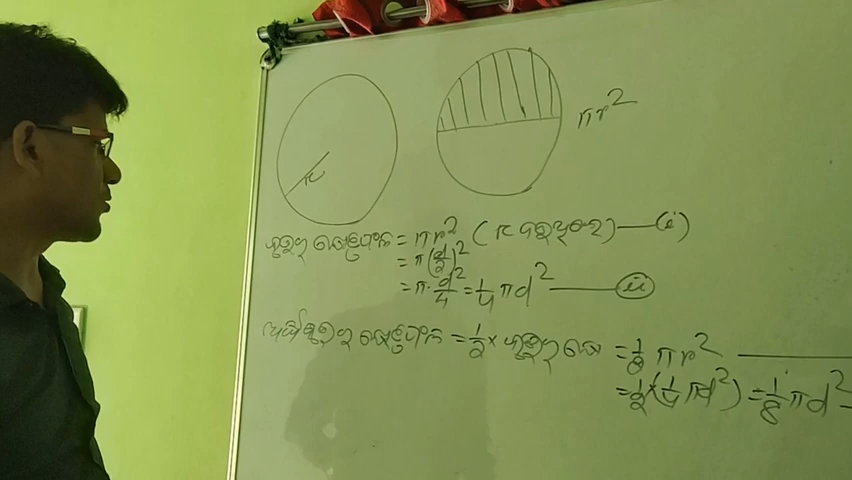 r
πr²
ବୃତ୍ତର କ୍ଷେତ୍ରଫଳ = πr² (r ବ୍ୟାସାର୍ଦ୍ଧ) — (i)
= π(d/2)²
= π · d²/4 = 1/4 πd² — (ii)
ଅର୍ଧବୃତ୍ତର କ୍ଷେତ୍ରଫଳ = 1/2 × ବୃତ୍ତର କ୍ଷେ = 1/2 πr² —
= 1/2 × (1/4 πd²) = 1/8 πd² —